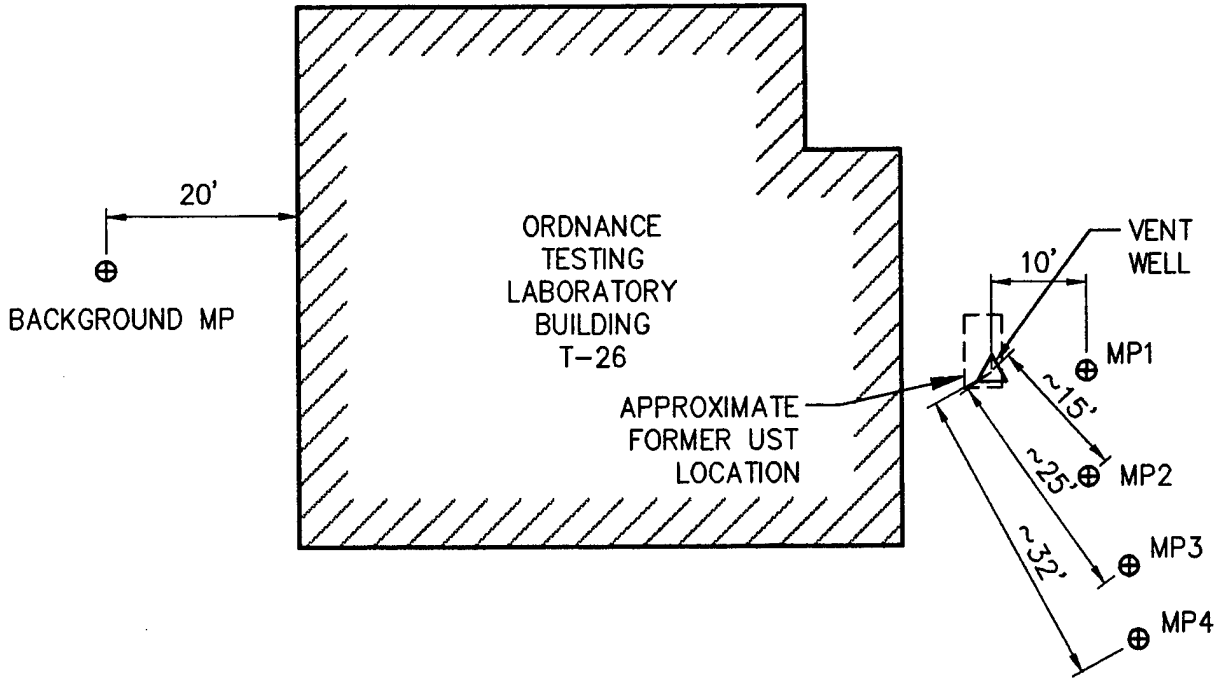 20'
BACKGROUND MP
ORDNANCE
TESTING
LABORATORY
BUILDING
T-26
VENT
WELL
10'
MP1
APPROXIMATE
FORMER UST
LOCATION
~15'
MP2
~25'
MP3
~32'
MP4